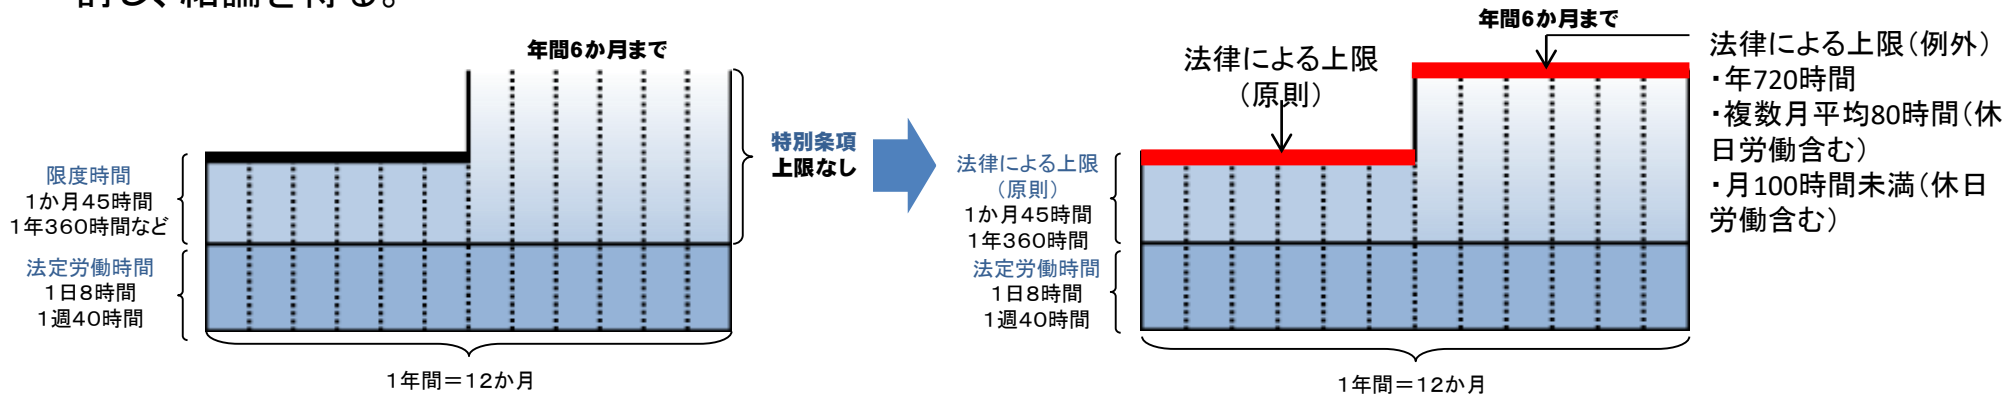 討し、結論を得る。
年間6か月まで
特別条項
上限なし
限度時間
1か月45時間
1年360時間など
法定労働時間
1日8時間
1週40時間
1年間=12か月
年間6か月まで
法律による上限
(原則)
法律による上限(例外)
・年720時間
・複数月平均80時間(休
日労働含む)
・月100時間未満(休日
労働含む)
法律による上限
(原則)
1か月45時間
1年360時間
法定労働時間
1日8時間
1週40時間
1年間=12か月